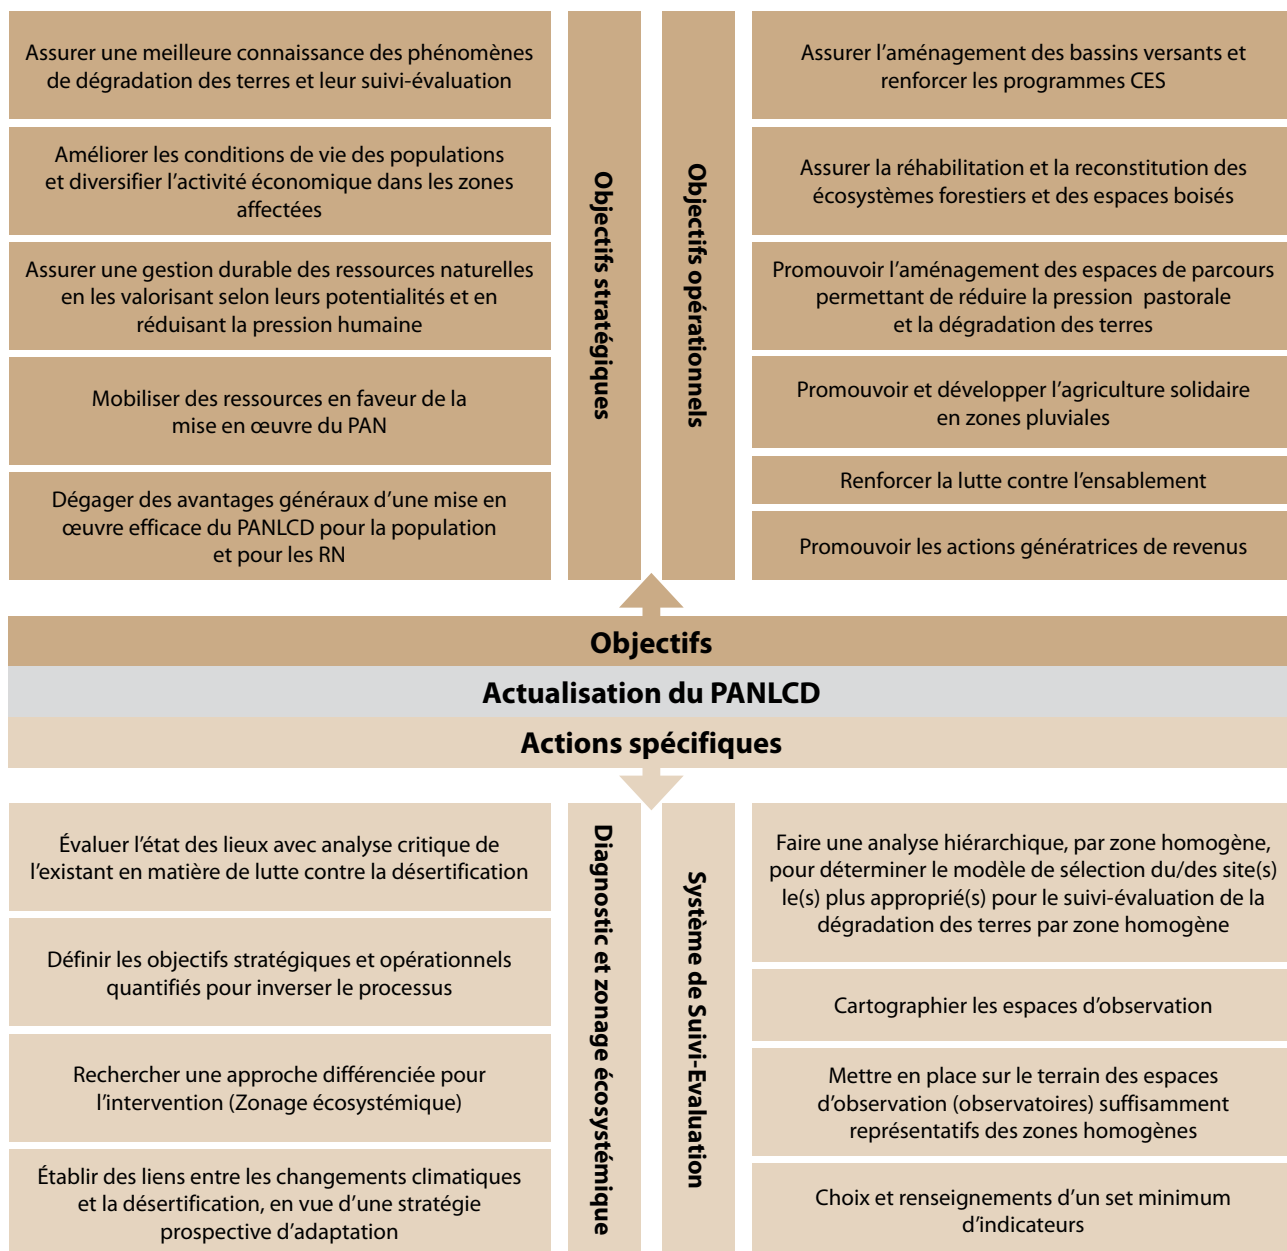 Assurer une meilleure connaissance des phénomènes
de dégradation des terres et leur suivi-évaluation
Améliorer les conditions de vie des populations
et diversifier l’activité économique dans les zones
affectées
Assurer une gestion durable des ressources naturelles
en les valorisant selon leurs potentialités et en
réduisant la pression humaine
Mobiliser des ressources en faveur de la
mise en œuvre du PAN
Dégager des avantages généraux d’une mise en
œuvre efficace du PANLCD pour la population
et pour les RN
Objectifs stratégiques
Objectifs opérationnels
Assurer l’aménagement des bassins versants et
renforcer les programmes CES
Assurer la réhabilitation et la reconstitution des
écosystèmes forestiers et des espaces boisés
Promouvoir l’aménagement des espaces de parcours
permettant de réduire la pression pastorale
et la dégradation des terres
Promouvoir et développer l’agriculture solidaire
en zones pluviales
Renforcer la lutte contre l’ensablement
Promouvoir les actions génératrices de revenus
Objectifs
Actualisation du PANLCD
Actions spécifiques
Évaluer l’état des lieux avec analyse critique de
l’existant en matière de lutte contre la désertification
Définir les objectifs stratégiques et opérationnels
quantifiés pour inverser le processus
Rechercher une approche différenciée pour
l’intervention (Zonage écosystémique)
Établir des liens entre les changements climatiques
et la désertification, en vue d’une stratégie
prospective d’adaptation
Diagnostic et zonage écosystémique
Système de Suivi-Evaluation
Faire une analyse hiérarchique, par zone homogène,
pour déterminer le modèle de sélection du/des site(s)
le(s) plus approprié(s) pour le suivi-évaluation de la
dégradation des terres par zone homogène
Cartographier les espaces d’observation
Mettre en place sur le terrain des espaces
d’observation (observatoires) suffisamment
représentatifs des zones homogènes
Choix et renseignements d’un set minimum
d’indicateurs